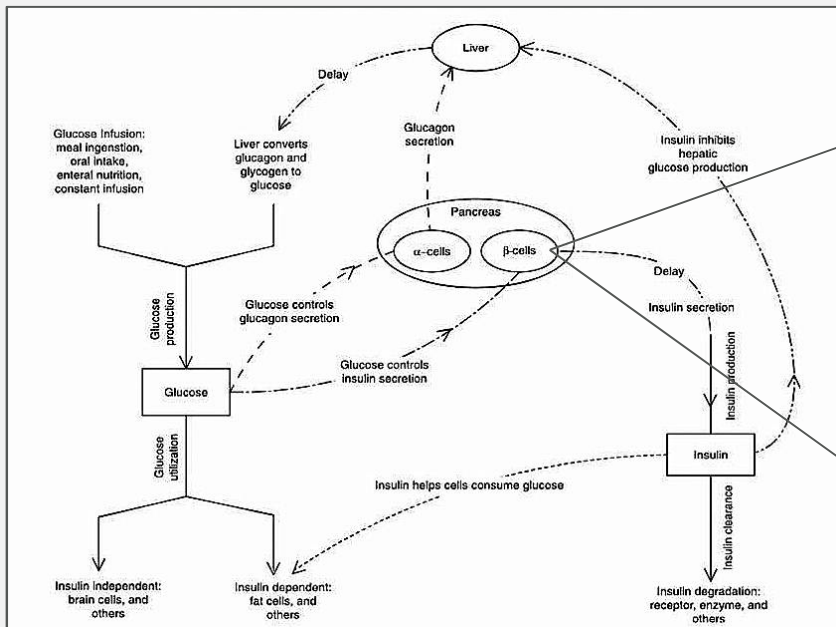 Liver
Delay
Glucose Infusion:
meal ingenstion,
oral intake,
enteral nutrition,
constant infusion
Liver converts
glucagon and
glycogen to
glucose
Glucagon
secretion
Insulin inhibits
hepatic
glucose production
Pancreas
α-cells
β-cells
Delay
Insulin secretion
Glucose
production
Glucose controls
glucagon secretion
Glucose controls
insulin secretion
Insulin production
Glucose
Glucose
utilization
Insulin
Insulin helps cells consume glucose
Insulin clearance
Insulin independent:
brain cells, and
others
Insulin dependent:
fat cells, and
others
Insulin degradation:
receptor, enzyme, and
others